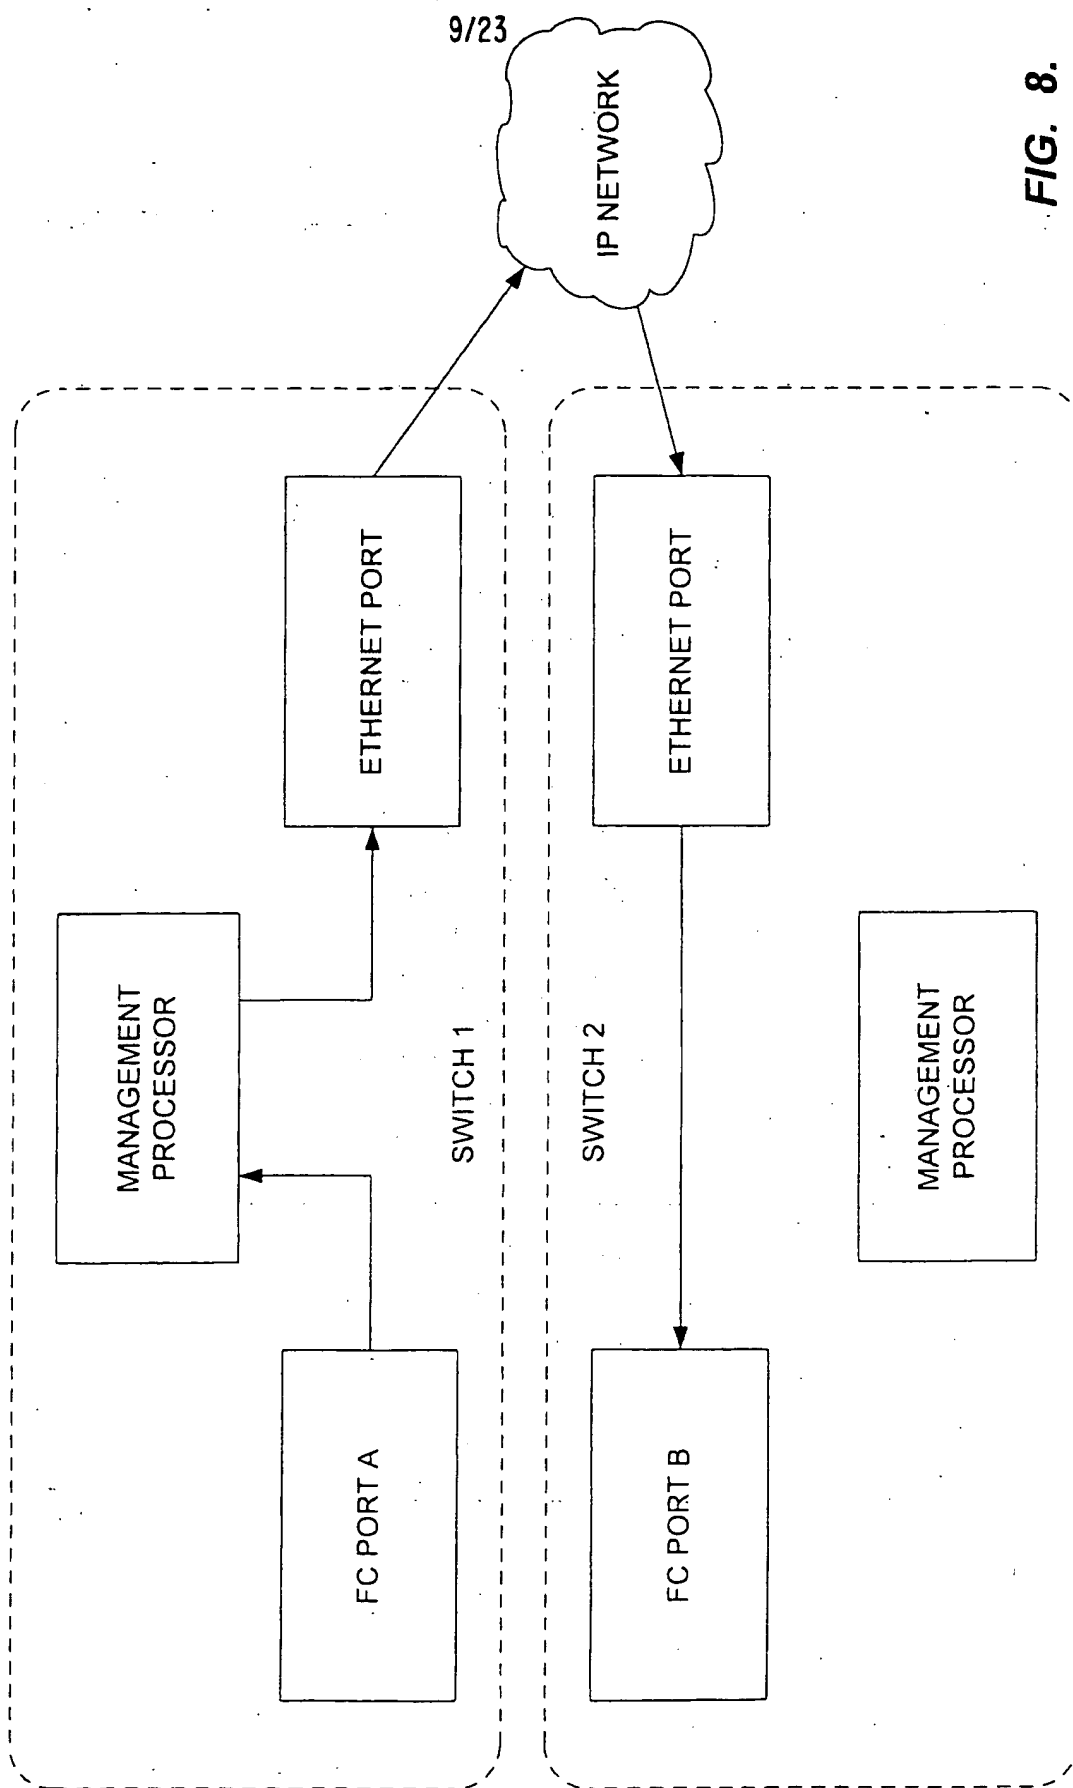 9/23
MANAGEMENT
PROCESSOR
FC PORT A
ETHERNET PORT
SWITCH 1
IP NETWORK
SWITCH 2
FC PORT B
ETHERNET PORT
MANAGEMENT
PROCESSOR
FIG. 8.